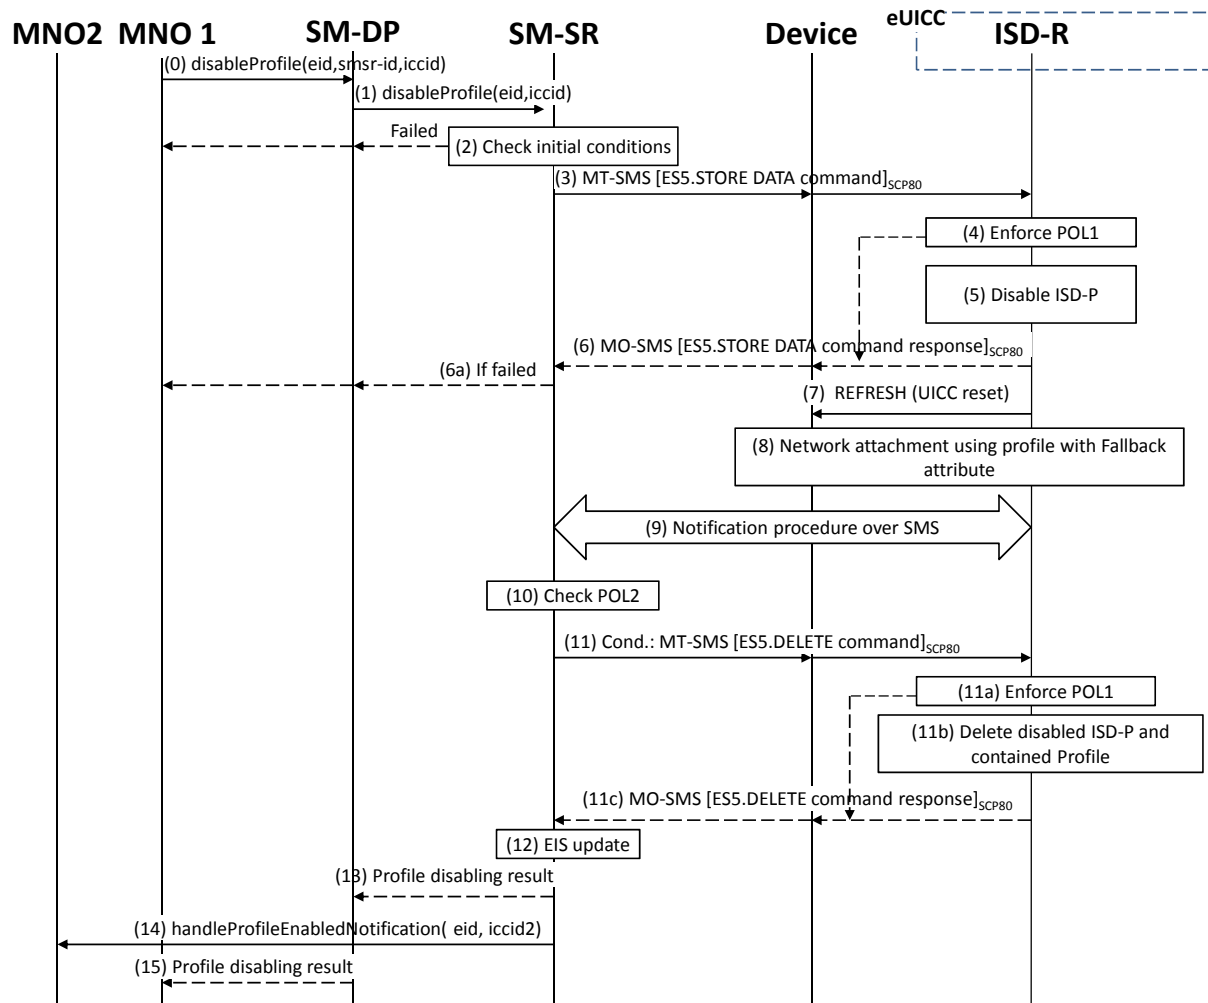 eUICC
MNO2 MNO 1 SM-DP SM-SR Device ISD-R
(0) disableProfile(eid,smsr-id,iccid)
(1) disableProfile(eid,iccid)
Failed
(2) Check initial conditions
(3) MT-SMS [ES5.STORE DATA command]SCP80
(4) Enforce POL1
(5) Disable ISD-P
(6) MO-SMS [ES5.STORE DATA command response]SCP80
(6a) If failed
(7) REFRESH (UICC reset)
(8) Network attachment using profile with Fallback
attribute
(9) Notification procedure over SMS
(10) Check POL2
(11) Cond.: MT-SMS [ES5.DELETE command]SCP80
(11a) Enforce POL1
(11b) Delete disabled ISD-P and
contained Profile
(11c) MO-SMS [ES5.DELETE command response]SCP80
(12) EIS update
(13) Profile disabling result
(14) handleProfileEnabledNotification( eid, iccid2)
(15) Profile disabling result